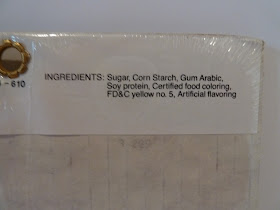 INGREDIENTS: Sugar, Corn Starch, Gum Arabic,
Soy protein, Certified food coloring,
FD&C yellow no. 5, Artificial flavoring
610